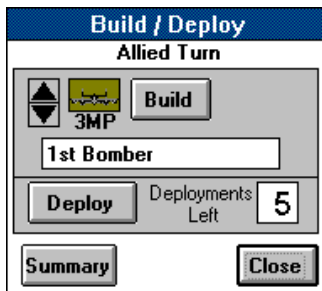 Build / Deploy
Allied Turn
Build
3MP
1st Bomber
Deploy
Deployments
Left
5
Summary
Close